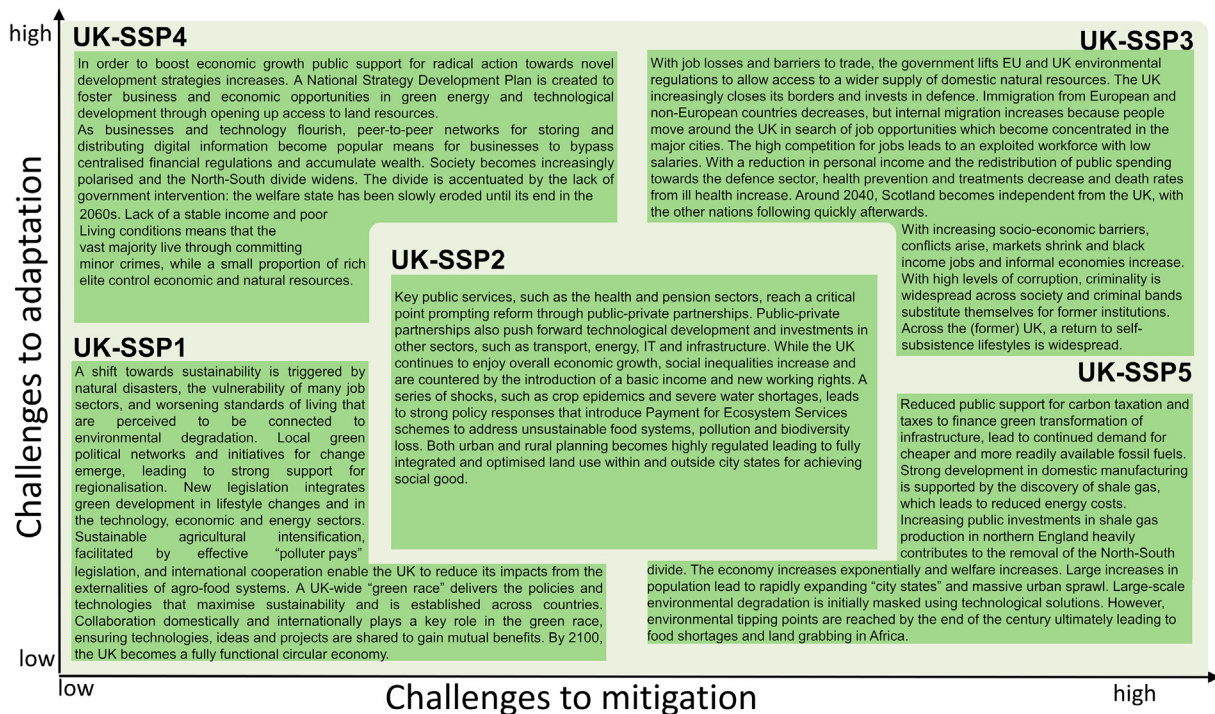 high
UK-SSP4
In order to boost economic growth public support for radical action towards novel
development strategies increases. A National Strategy Development Plan is created to
foster business and economic opportunities in green energy and technological
development through opening up access to land resources.
As businesses and technology flourish, peer-to-peer networks for storing and
distributing digital information become popular means for businesses to bypass
centralised financial regulations and accumulate wealth. Society becomes increasingly
polarised and the North-South divide widens. The divide is accentuated by the lack of
government intervention: the welfare state has been slowly eroded until its end in the
2060s. Lack of a stable income and poor
Living conditions means that the
vast majority live through committing
minor crimes, while a small proportion of rich
elite control economic and natural resources.
UK-SSP3
With job losses and barriers to trade, the government lifts EU and UK environmental
regulations to allow access to a wider supply of domestic natural resources. The UK
increasingly closes its borders and invests in defence. Immigration from European and
non-European countries decreases, but internal migration increases because people
move around the UK in search of job opportunities which become concentrated in the
major cities. The high competition for jobs leads to an exploited workforce with low
salaries. With a reduction in personal income and the redistribution of public spending
towards the defence sector, health prevention and treatments decrease and death rates
from ill health increase. Around 2040, Scotland becomes independent from the UK, with
the other nations following quickly afterwards.
With increasing socio-economic barriers,
conflicts arise, markets shrink and black
income jobs and informal economies increase.
With high levels of corruption, criminality is
widespread across society and criminal bands
substitute themselves for former institutions.
Across the (former) UK, a return to self-
subsistence lifestyles is widespread.
UK-SSP2
Key public services, such as the health and pension sectors, reach a critical
point prompting reform through public-private partnerships. Public-private
partnerships also push forward technological development and investments in
other sectors, such as transport, energy, IT and infrastructure. While the UK
continues to enjoy overall economic growth, social inequalities increase and
are countered by the introduction of a basic income and new working rights. A
series of shocks, such as crop epidemics and severe water shortages, leads
to strong policy responses that introduce Payment for Ecosystem Services
schemes to address unsustainable food systems, pollution and biodiversity
loss. Both urban and rural planning becomes highly regulated leading to fully
integrated and optimised land use within and outside city states for achieving
social good.
UK-SSP1
A shift towards sustainability is triggered by
natural disasters, the vulnerability of many job
sectors, and worsening standards of living that
are perceived to be connected to
environmental degradation. Local green
political networks and initiatives for change
emerge, leading to strong support for
regionalisation. New legislation integrates
green development in lifestyle changes and in
the technology, economic and energy sectors.
Sustainable agricultural intensification,
facilitated by effective "polluter pays"
legislation, and international cooperation enable the UK to reduce its impacts from the
externalities of agro-food systems. A UK-wide "green race" delivers the policies and
technologies that maximise sustainability and is established across countries.
Collaboration domestically and internationally plays a key role in the green race,
ensuring technologies, ideas and projects are shared to gain mutual benefits. By 2100,
the UK becomes a fully functional circular economy.
UK-SSP5
Reduced public support for carbon taxation and
taxes to finance green transformation of
infrastructure, lead to continued demand for
cheaper and more readily available fossil fuels.
Strong development in domestic manufacturing
is supported by the discovery of shale gas,
which leads to reduced energy costs.
Increasing public investments in shale gas
production in northern England heavily
contributes to the removal of the North-South
divide. The economy increases exponentially and welfare increases. Large increases in
population lead to rapidly expanding "city states" and massive urban sprawl. Large-scale
environmental degradation is initially masked using technological solutions. However,
environmental tipping points are reached by the end of the century ultimately leading to
food shortages and land grabbing in Africa.
Challenges to adaptation
low
low
Challenges to mitigation
high